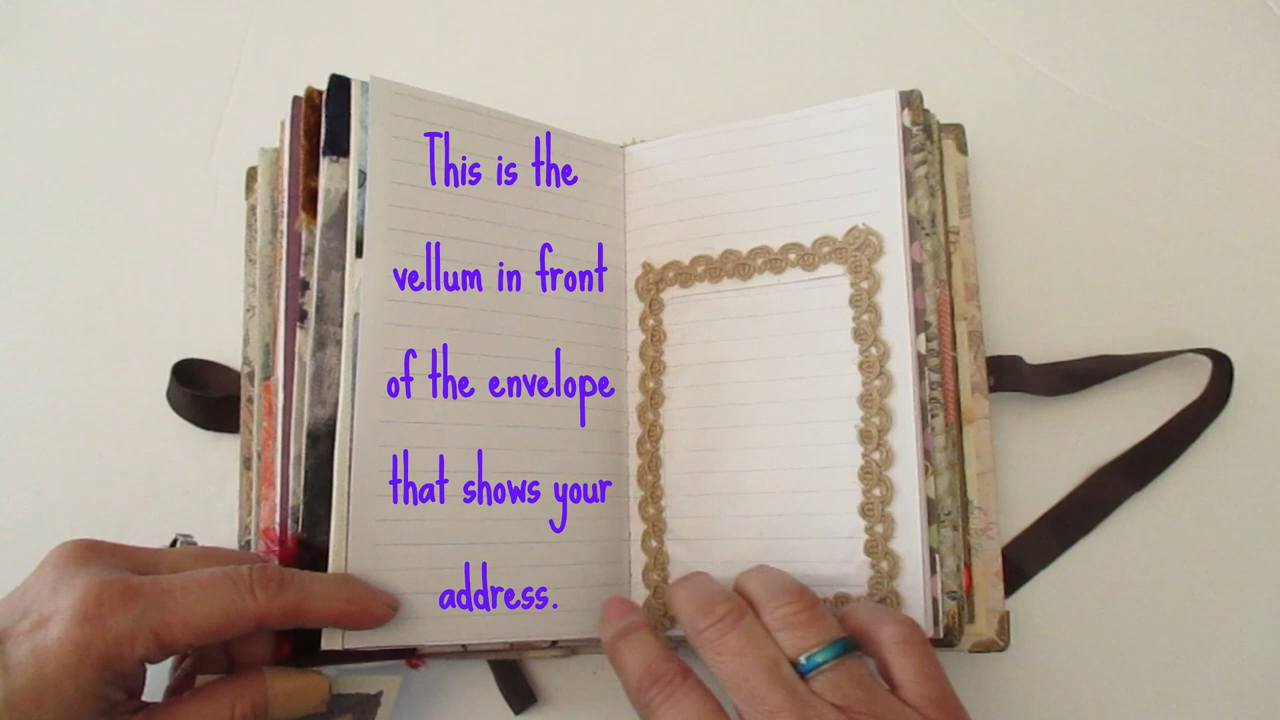 This is the
vellum in front
of the envelope
that shows your
address.